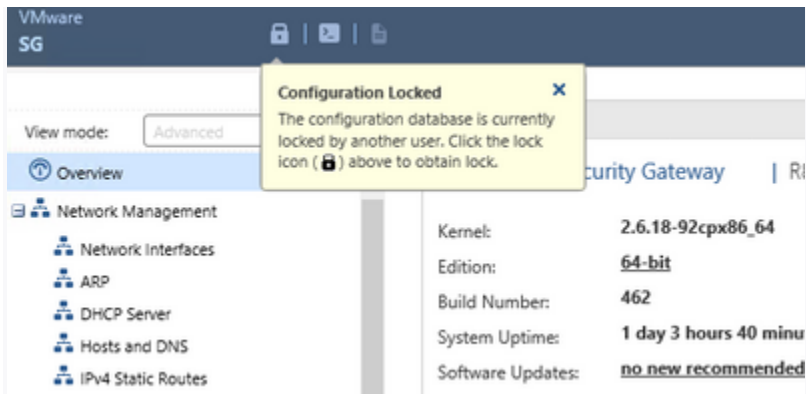 VMware
SG
Configuration Locked
The configuration database is currently
locked by another user. Click the lock
icon ( ) above to obtain lock.
View mode: Advanced
Overview
Network Management
Network Interfaces
ARP
DHCP Server
Hosts and DNS
IPv4 Static Routes
curity Gateway | R8
Kernel: 2.6.18-92cpx86_64
Edition: 64-bit
Build Number: 462
System Uptime: 1 day 3 hours 40 minu
Software Updates: no new recommended